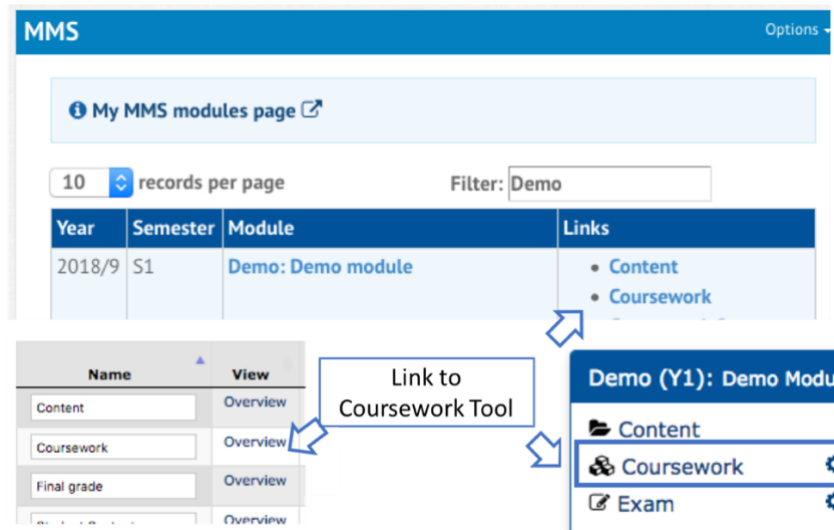 MMS Options
My MMS modules page
10 records per page Filter: Demo
Year Semester Module Links
2018/9 S1 Demo: Demo module Content
Coursework
Name View
Content Overview
Coursework Overview
Final grade Overview
Overview
Link to
Coursework Tool
Demo (Y1): Demo Modu
Content
Coursework
Exam